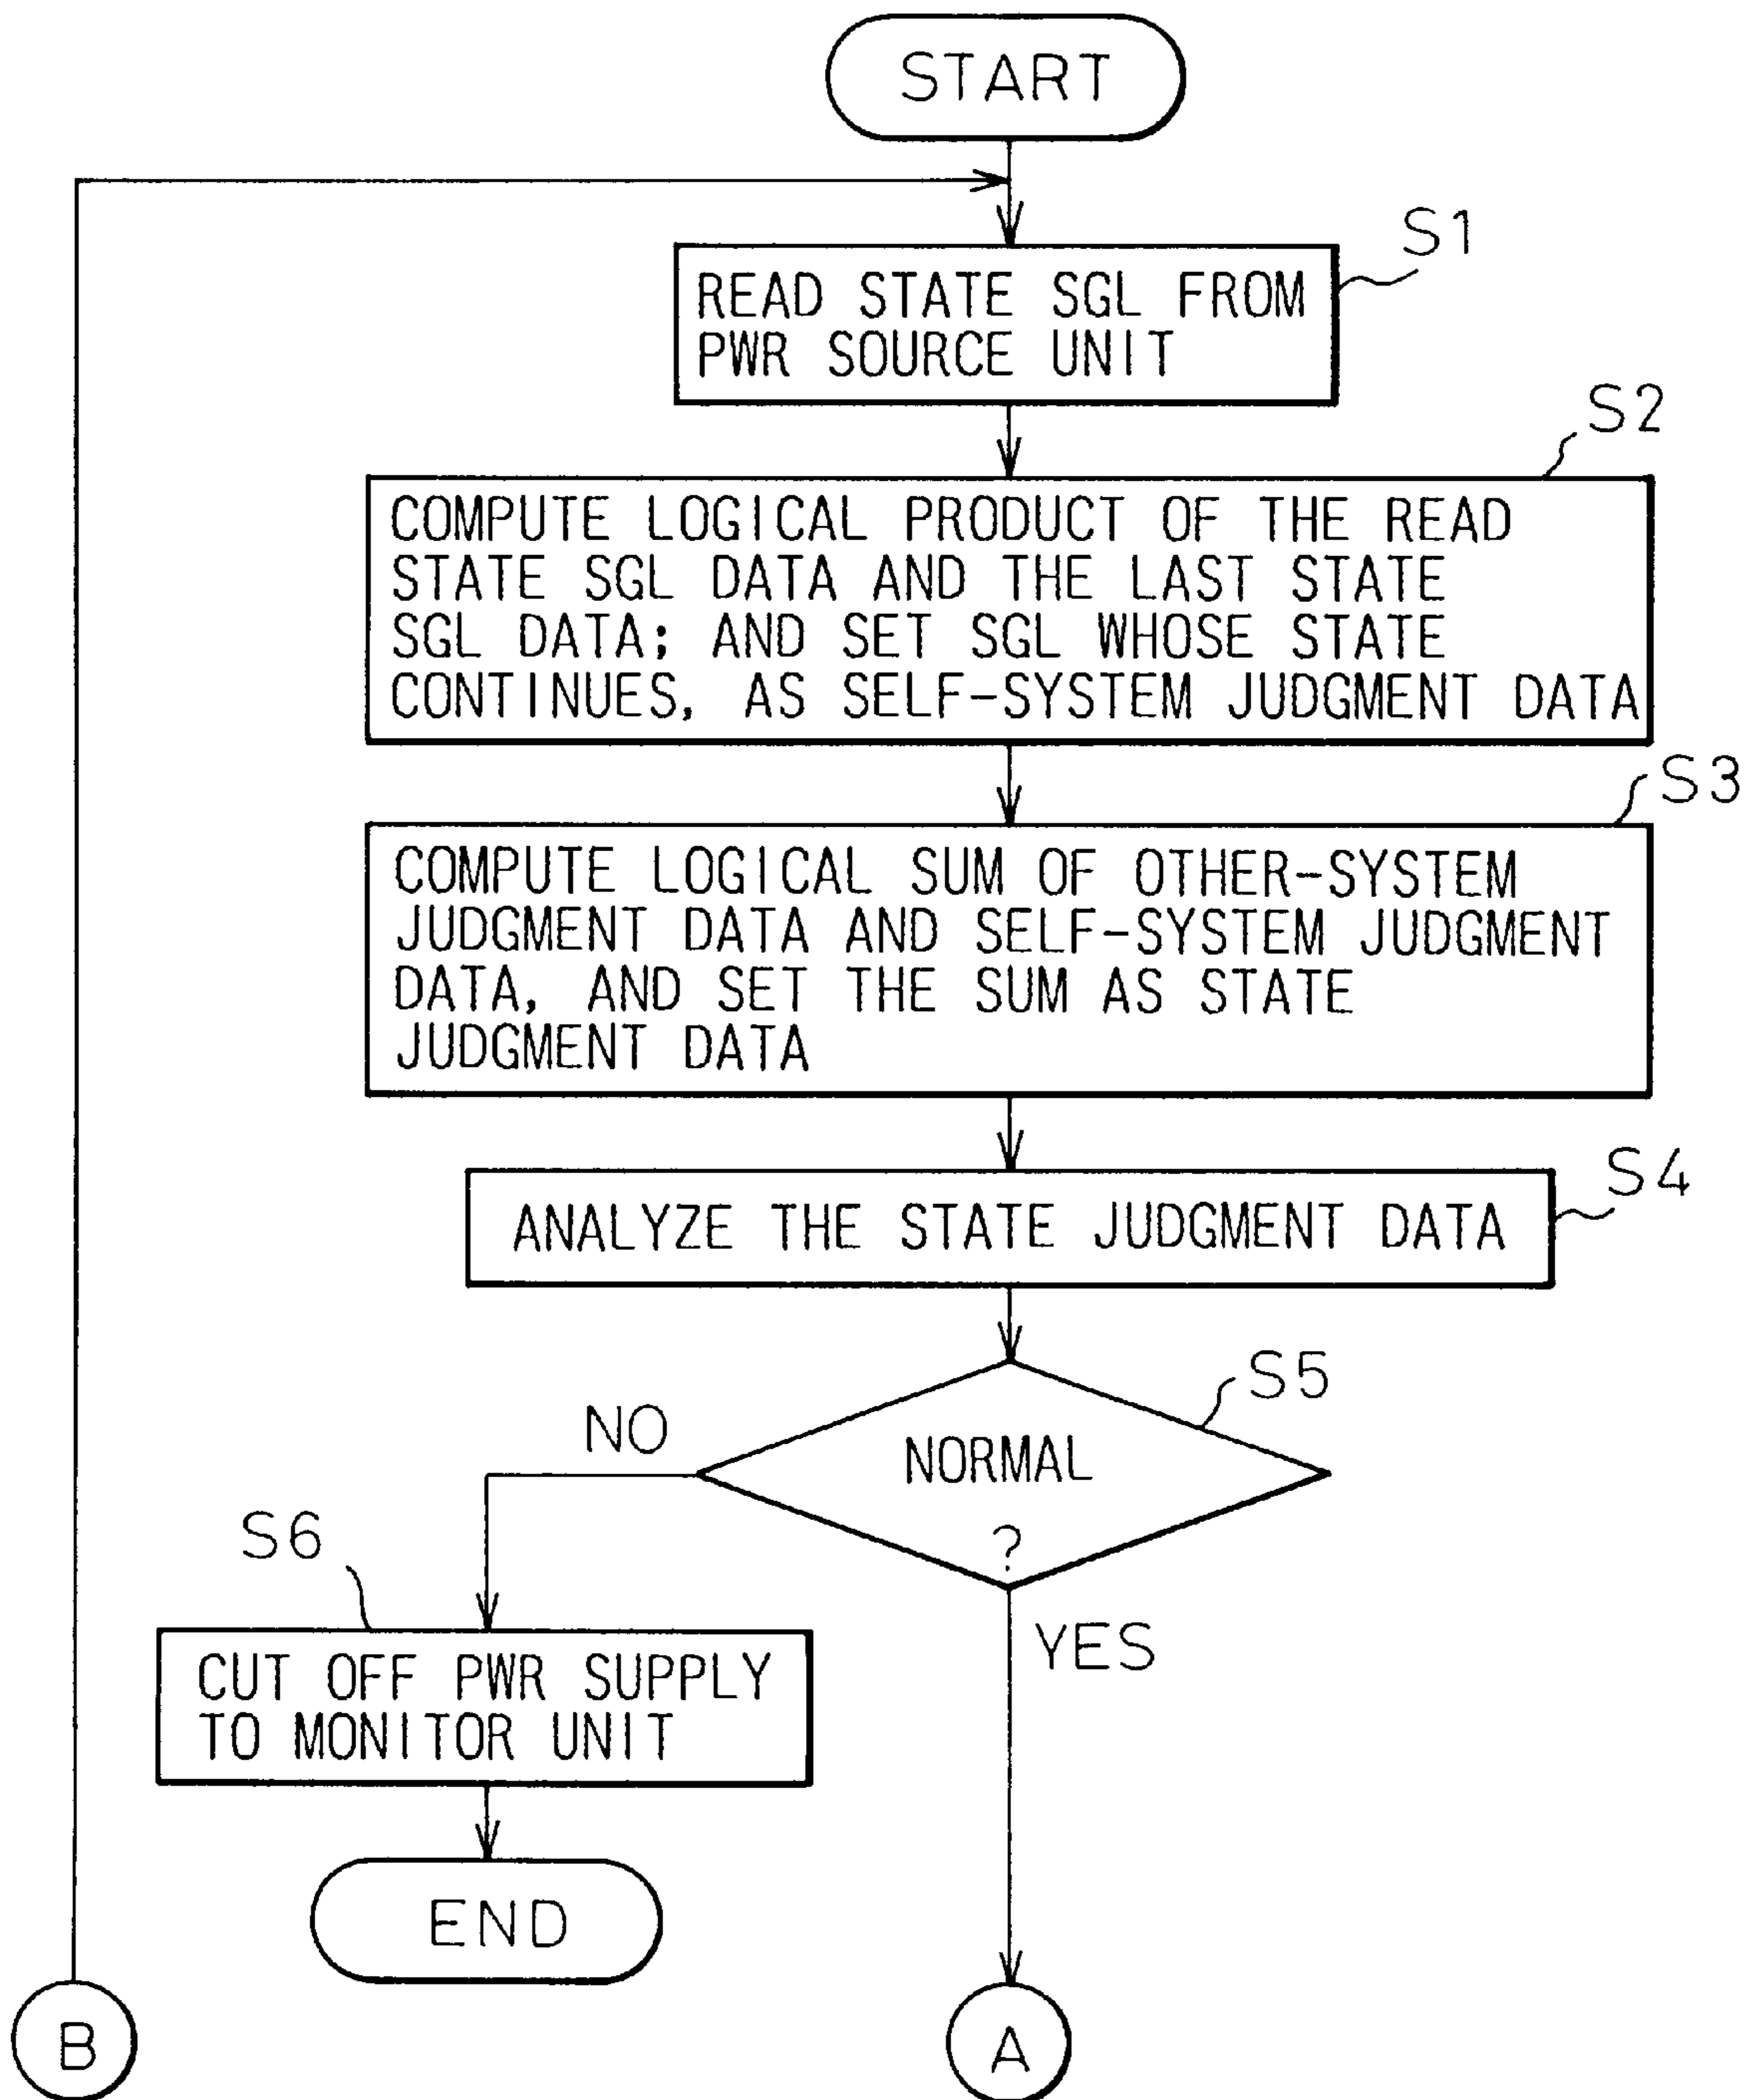 START
S1
READ STATE SGL FROM
PWR SOURCE UNIT
S2
COMPUTE LOGICAL PRODUCT OF THE READ
STATE SGL DATA AND THE LAST STATE
SGL DATA; AND SET SGL WHOSE STATE
CONTINUES, AS SELF-SYSTEM JUDGMENT DATA
S3
COMPUTE LOGICAL SUM OF OTHER-SYSTEM
JUDGMENT DATA AND SELF-SYSTEM JUDGMENT
DATA, AND SET THE SUM AS STATE
JUDGMENT DATA
S4
ANALYZE THE STATE JUDGMENT DATA
S5
NO
NORMAL
?
S6
YES
CUT OFF PWR SUPPLY
TO MONITOR UNIT
END
B
A